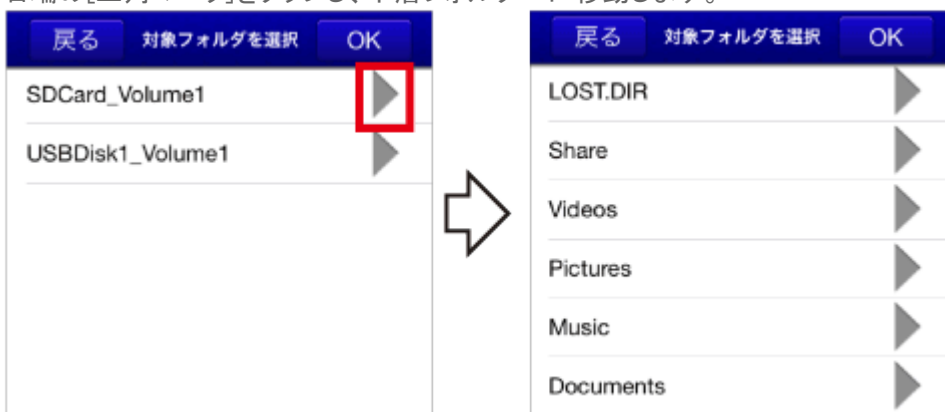 戻る 対象フォルダを選択 OK
SDCard_Volume1
USBDisk1_Volume1
戻る 対象フォルダを選択 OK
LOST.DIR
Share
Videos
Pictures
Music
Documents